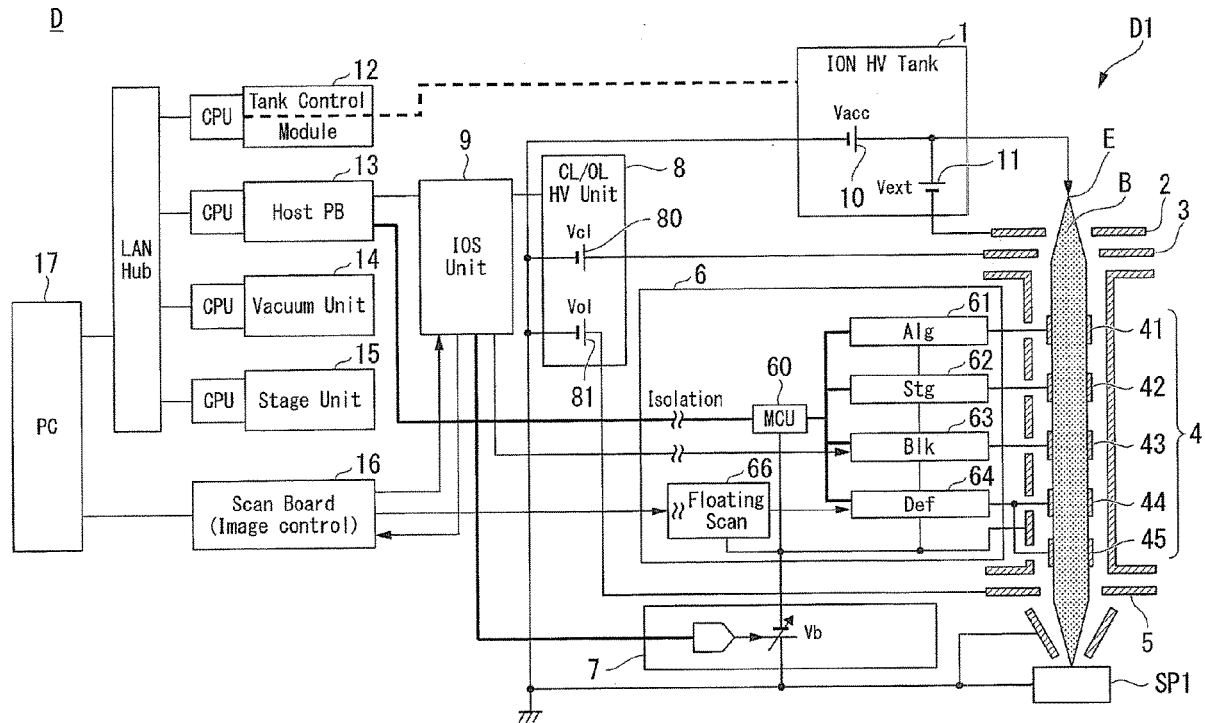 D
1
D1
ION HV Tank
12
Tank Control
Module
CPU
Vacc
E
9
8
10
11
B
2
3
Vext
13
CL/OL
HV Unit
CPU
Host PB
80
LAN
Hub
IOS
Unit
Vcl
17
14
6
CPU
Vacuum Unit
Vol
61
Alg
41
15
60
62
42
CPU
Stage Unit
81
Stg
Isolation
MCU
63
43
4
PC
Blk
16
66
64
44
Scan Board
(Image control)
Floating
Scan
Def
45
Vb
7
5
SP1